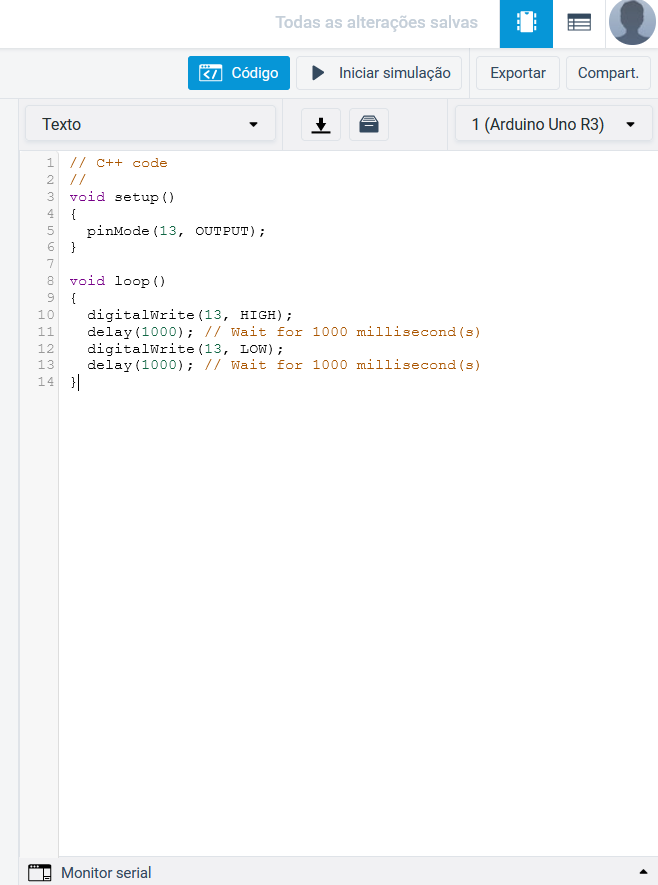 Todas as alterações salvas
Código
Iniciar simulação
Exportar
Compart.
Texto
1 (Arduino Uno R3)
1 // C++ code
2 //
3 void setup()
4 {
5   pinMode(13, OUTPUT);
6 }
7
8 void loop()
9 {
10   digitalWrite(13, HIGH);
11   delay(1000); // Wait for 1000 millisecond(s)
12   digitalWrite(13, LOW);
13   delay(1000); // Wait for 1000 millisecond(s)
14 }
Monitor serial